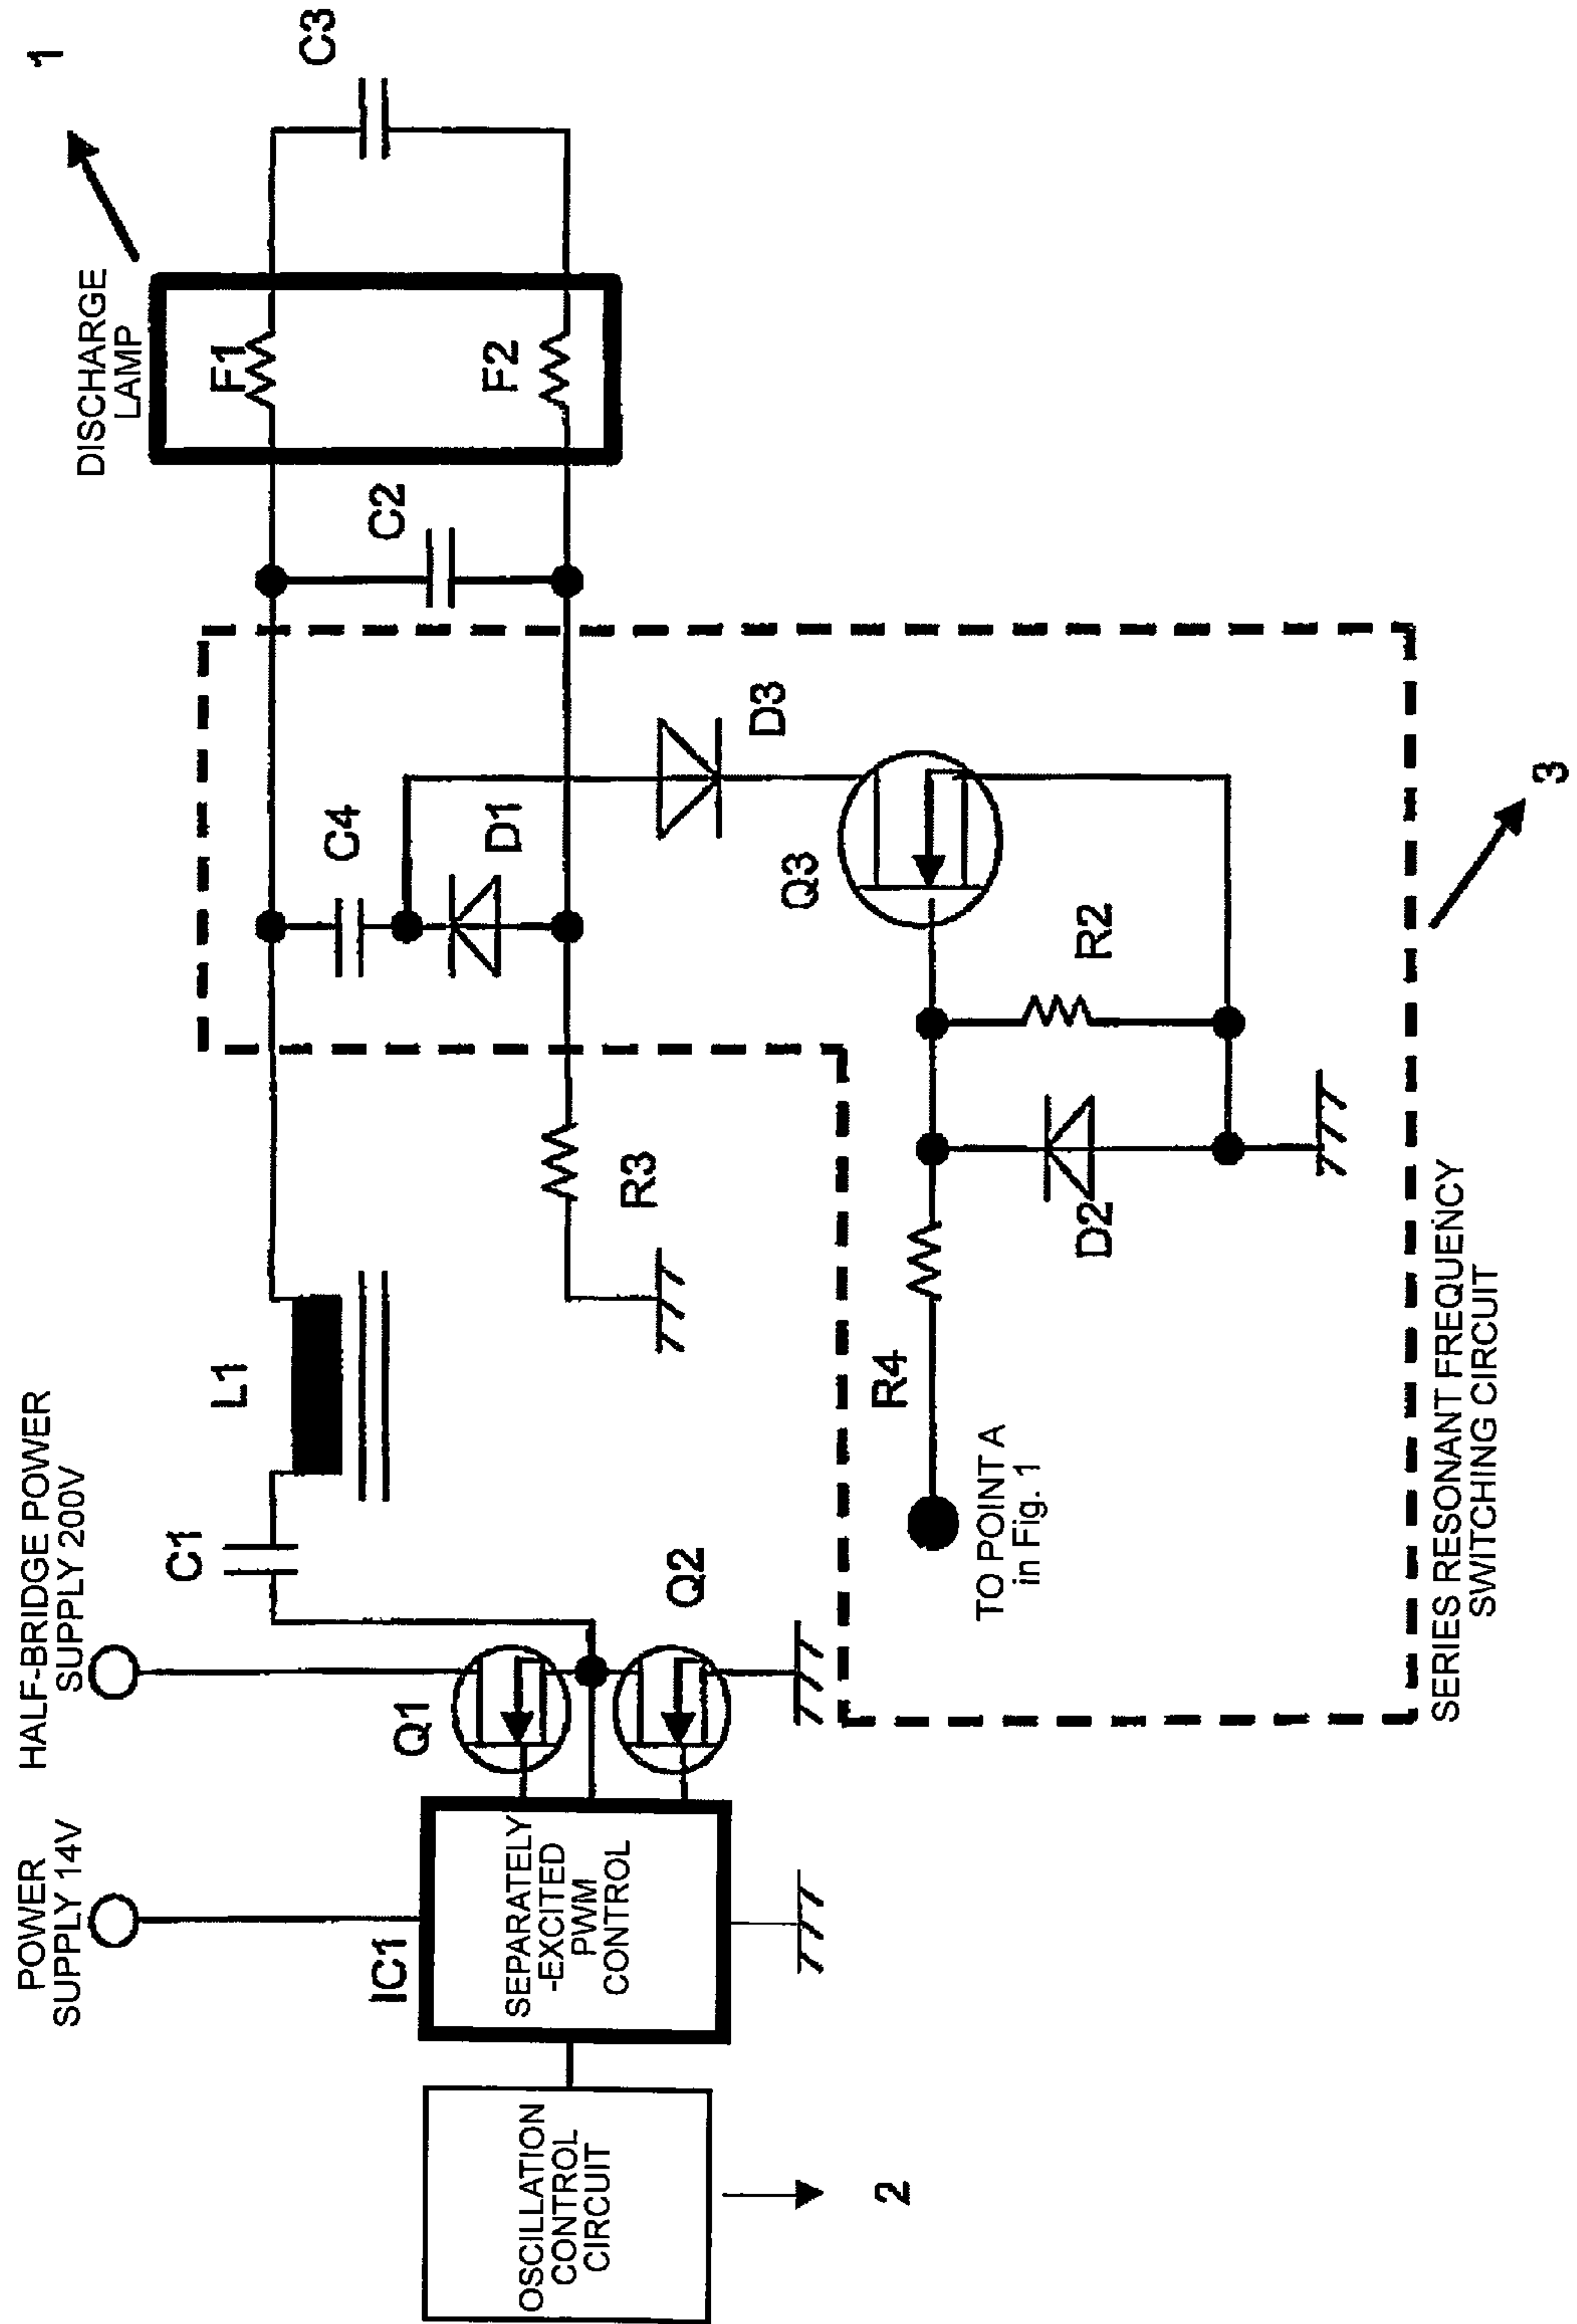 POWER
SUPPLY 14V
HALF-BRIDGE POWER
SUPPLY 200V
1
DISCHARGE
LAMP
C3
F1
F2
C2
C4
D1
D3
L1
C1
R3
Q1
Q2
Q3
IC1
SEPARATELY
-EXCITED
PWM
CONTROL
OSCILLATION
CONTROL
CIRCUIT
2
R4
TO POINT A
in Fig. 1
D2
R2
3
SERIES RESONANT FREQUENCY
SWITCHING CIRCUIT